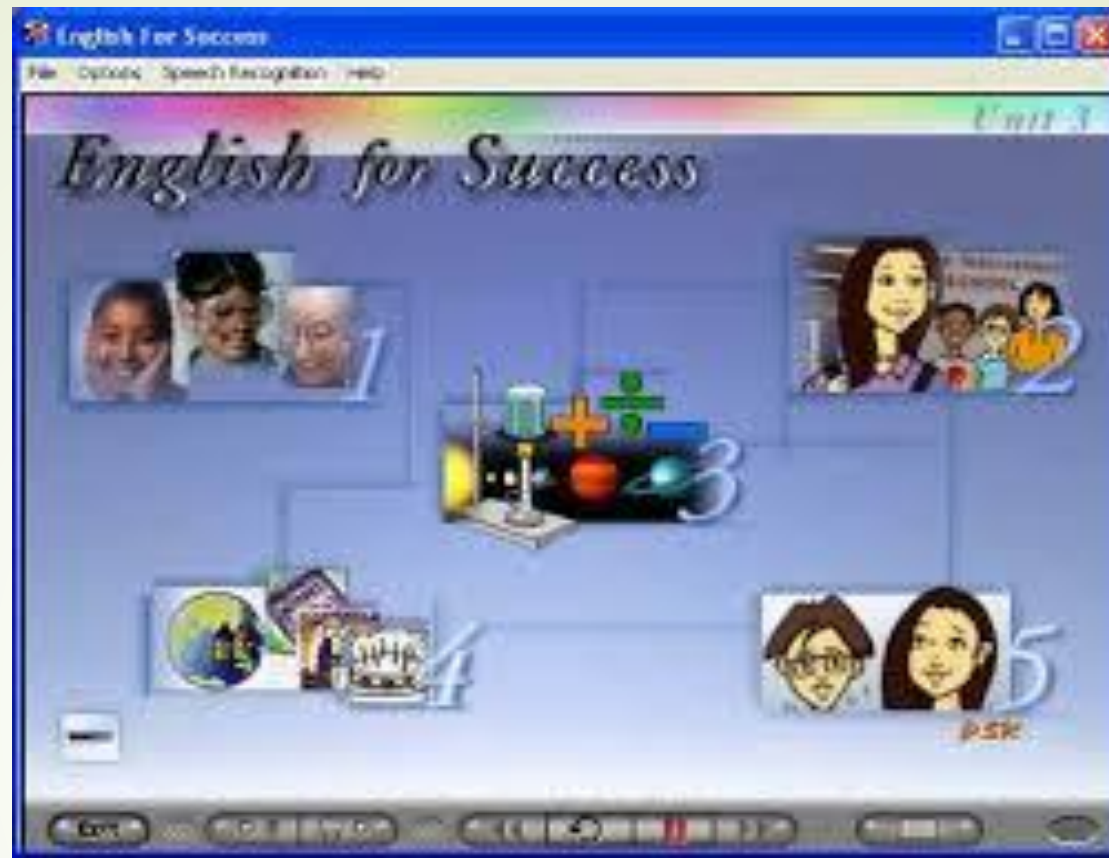 English For Success
File Options Speech Recognition Help
Unit 3
English for Success
1
2
3
4
5
Exit